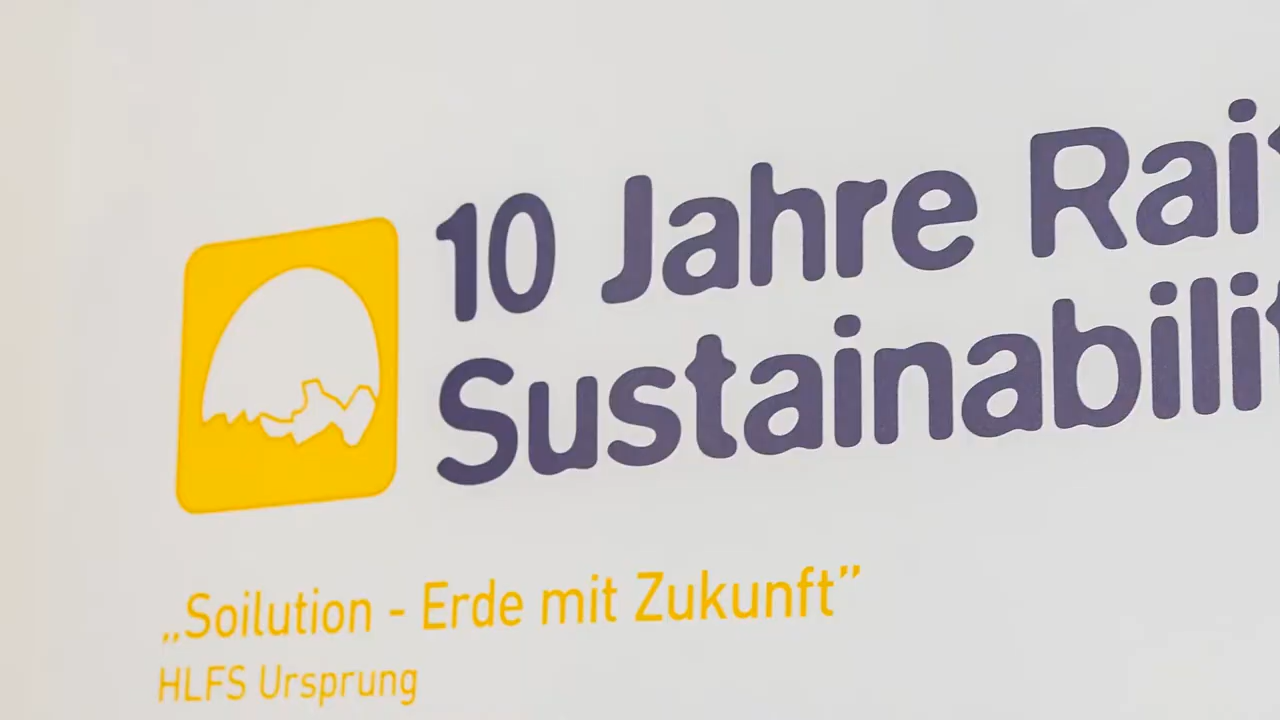 10 Jahre Rai
Sustainabili
„Soilution - Erde mit Zukunft”
HLFS Ursprung